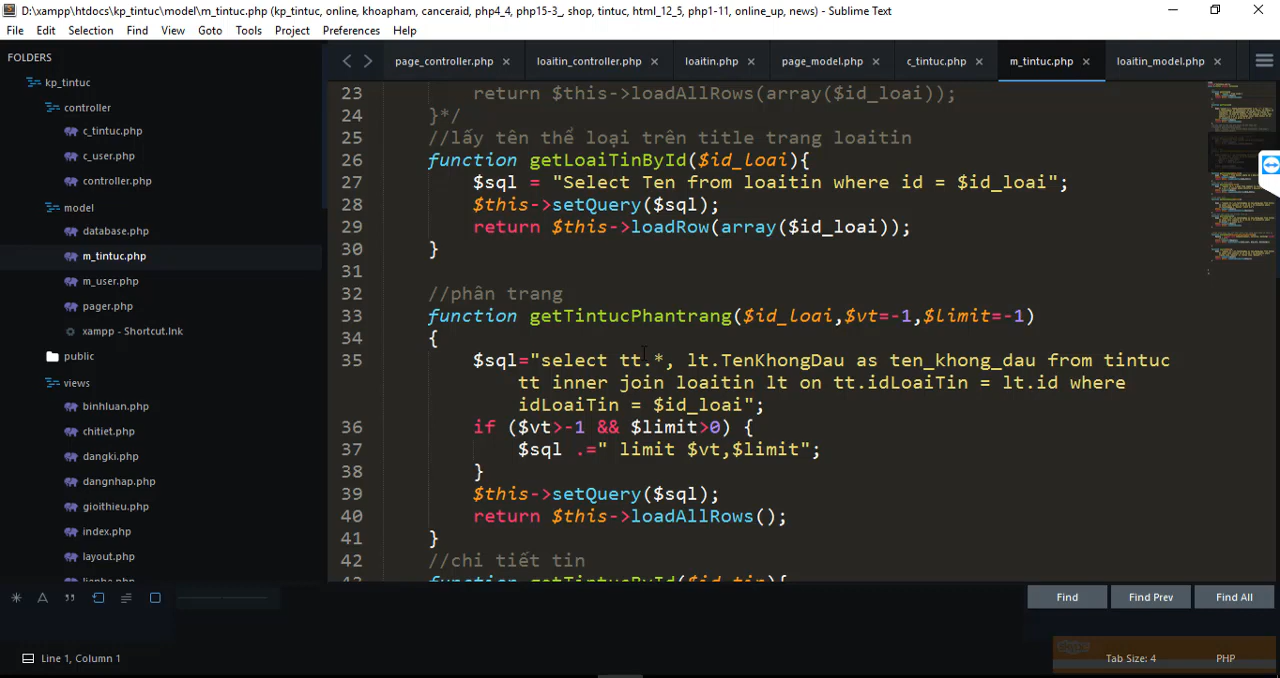 D:\xampp\htdocs\kp_tintuc\model\m_tintuc.php (kp_tintuc, online, khoapham, canceraid, php4_4, php15-3_, shop, tintuc, html_12_5, php1-11, online_up, news) - Sublime Text
File Edit Selection Find View Goto Tools Project Preferences Help
FOLDERS
kp_tintuc
controller
c_tintuc.php
c_user.php
controller.php
model
database.php
m_tintuc.php
m_user.php
pager.php
xampp - Shortcut.lnk
public
views
binhluan.php
chitiet.php
dangki.php
dangnhap.php
gioithieu.php
index.php
layout.php
page_controller.php loaitin_controller.php loaitin.php page_model.php c_tintuc.php m_tintuc.php loaitin_model.php
23 return $this->loadAllRows(array($id_loai));
24 }*/
25 //lấy tên thể loại trên title trang loaitin
26 function getLoaiTinById($id_loai){
27 $sql = "Select Ten from loaitin where id = $id_loai";
28 $this->setQuery($sql);
29 return $this->loadRow(array($id_loai));
30 }
31
32 //phân trang
33 function getTintucPhantrang($id_loai,$vt=-1,$limit=-1)
34 {
35 $sql="select tt.*, lt.TenKhongDau as ten_khong_dau from tintuc
tt inner join loaitin lt on tt.idLoaiTin = lt.id where
idLoaiTin = $id_loai";
36 if ($vt>-1 && $limit>0) {
37 $sql .=" limit $vt,$limit";
38 }
39 $this->setQuery($sql);
40 return $this->loadAllRows();
41 }
42 //chi tiết tin
function getTintucById($id_tin){
Find Find Prev Find All
Line 1, Column 1
Tab Size: 4 PHP